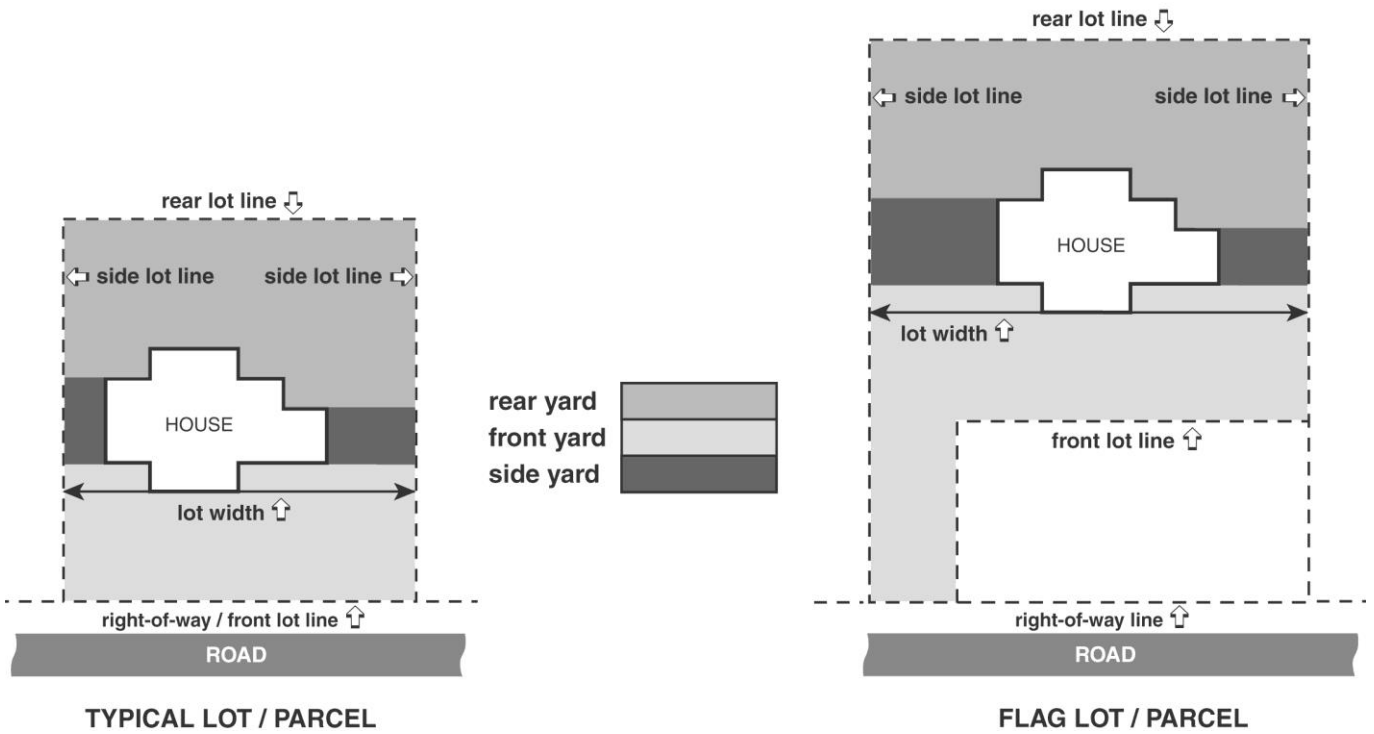 rear lot line
side lot line
side lot line
HOUSE
lot width
right-of-way / front lot line
ROAD
TYPICAL LOT / PARCEL
rear yard
front yard
side yard
rear lot line
side lot line
side lot line
HOUSE
lot width
front lot line
right-of-way line
ROAD
FLAG LOT / PARCEL